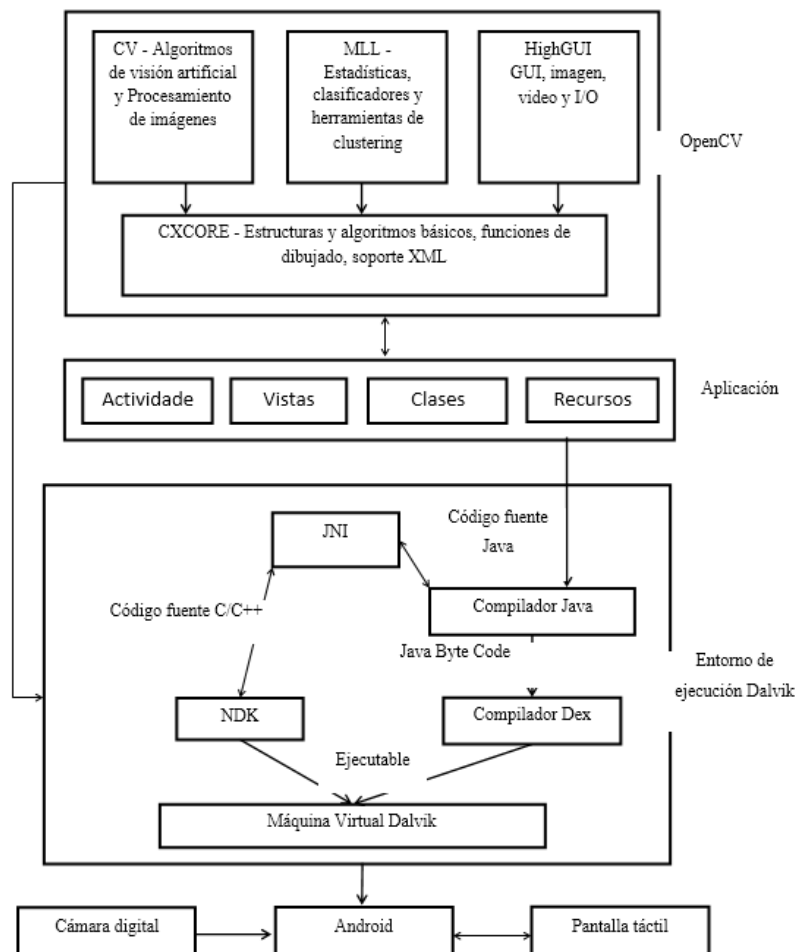 CV - Algoritmos
de visión artificial
y Procesamiento
de imágenes
MLL -
Estadísticas,
clasificadores y
herramientas de
clustering
HighGUI
GUI, imagen,
video y I/O
OpenCV
CXCORE - Estructuras y algoritmos básicos, funciones de
dibujado, soporte XML
Actividade
Vistas
Clases
Recursos
Aplicación
JNI
Código fuente
Java
Código fuente C/C++
Compilador Java
Java Byte Code
Entorno de
ejecución Dalvik
NDK
Compilador Dex
Ejecutable
Máquina Virtual Dalvik
Cámara digital
Android
Pantalla táctil